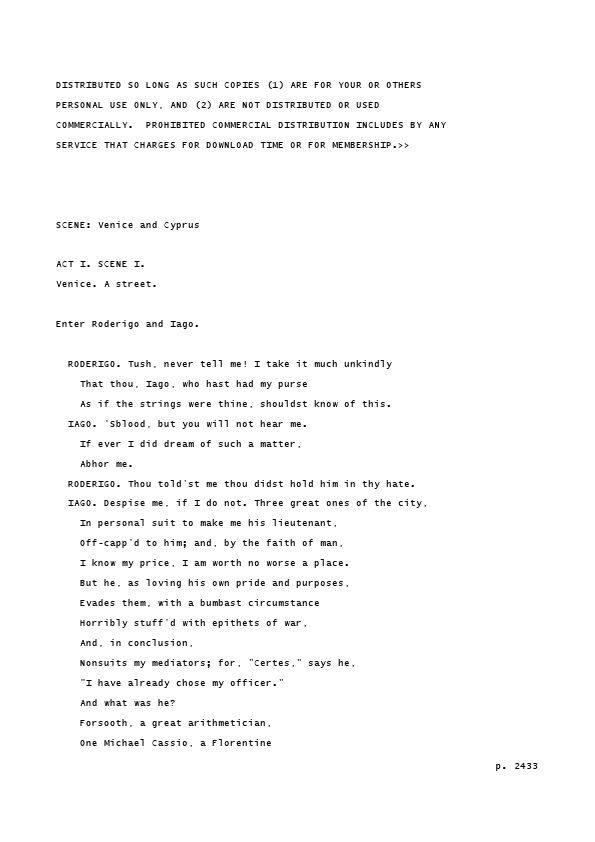 DISTRIBUTED SO LONG AS SUCH COPIES (1) ARE FOR YOUR OR OTHERS
PERSONAL USE ONLY, AND (2) ARE NOT DISTRIBUTED OR USED
COMMERCIALLY.  PROHIBITED COMMERCIAL DISTRIBUTION INCLUDES BY ANY
SERVICE THAT CHARGES FOR DOWNLOAD TIME OR FOR MEMBERSHIP.>>
SCENE: Venice and Cyprus
ACT I. SCENE I.
Venice. A street.
Enter Roderigo and Iago.
RODERIGO. Tush, never tell me! I take it much unkindly
That thou, Iago, who hast had my purse
As if the strings were thine, shouldst know of this.
IAGO. 'Sblood, but you will not hear me.
If ever I did dream of such a matter,
Abhor me.
RODERIGO. Thou told'st me thou didst hold him in thy hate.
IAGO. Despise me, if I do not. Three great ones of the city,
In personal suit to make me his lieutenant,
Off-capp'd to him; and, by the faith of man,
I know my price, I am worth no worse a place.
But he, as loving his own pride and purposes,
Evades them, with a bumbast circumstance
Horribly stuff'd with epithets of war,
And, in conclusion,
Nonsuits my mediators; for, "Certes," says he,
"I have already chose my officer."
And what was he?
Forsooth, a great arithmetician,
One Michael Cassio, a Florentine
p. 2433